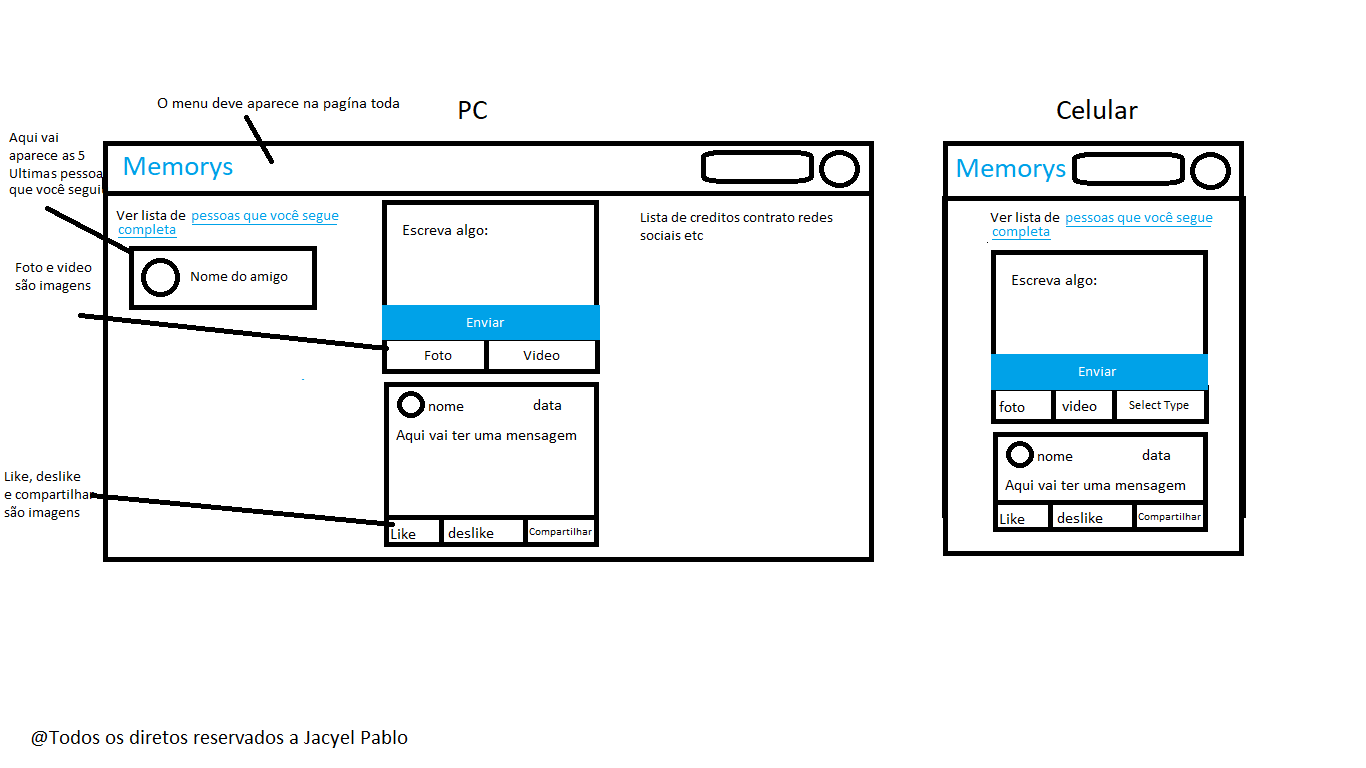 O menu deve aparece na pagína toda
PC
Celular
Aqui vai
aparece as 5
Ultimas pessoa
que você segui
Memorys
Ver lista de pessoas que você segue
completa
Nome do amigo
Foto e video
são imagens
Escreva algo:
Enviar
Foto
Video
nome
data
Aqui vai ter uma mensagem
Like, deslike
e compartilhar
são imagens
Like
deslike
Compartilhar
Lista de creditos contrato redes
sociais etc
Memorys
Ver lista de pessoas que você segue
completa
Escreva algo:
Enviar
foto
video
Select Type
nome
data
Aqui vai ter uma mensagem
Like
deslike
Compartilhar
@Todos os diretos reservados a Jacyel Pablo